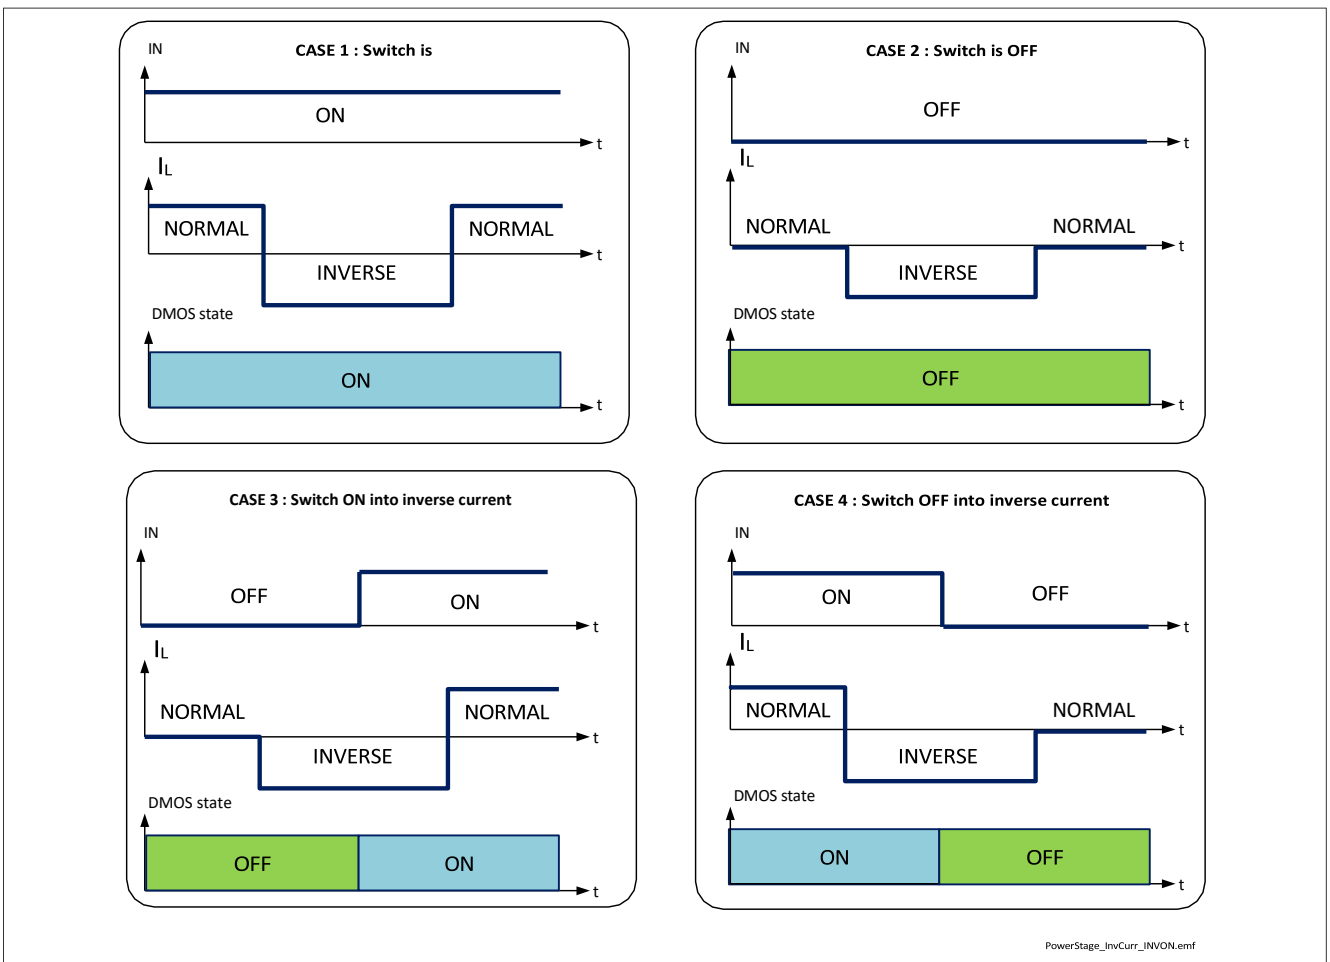 CASE 1 : Switch is
IN
ON
t
IL
NORMAL
NORMAL
t
INVERSE
DMOS state
ON
t
CASE 2 : Switch is OFF
IN
OFF
t
IL
NORMAL
NORMAL
t
INVERSE
DMOS state
OFF
t
CASE 3 : Switch ON into inverse current
IN
OFF
ON
t
IL
NORMAL
NORMAL
t
INVERSE
DMOS state
OFF
ON
t
CASE 4 : Switch OFF into inverse current
IN
ON
OFF
t
IL
NORMAL
NORMAL
t
INVERSE
DMOS state
ON
OFF
t
PowerStage_InvCurr_INVON.emf